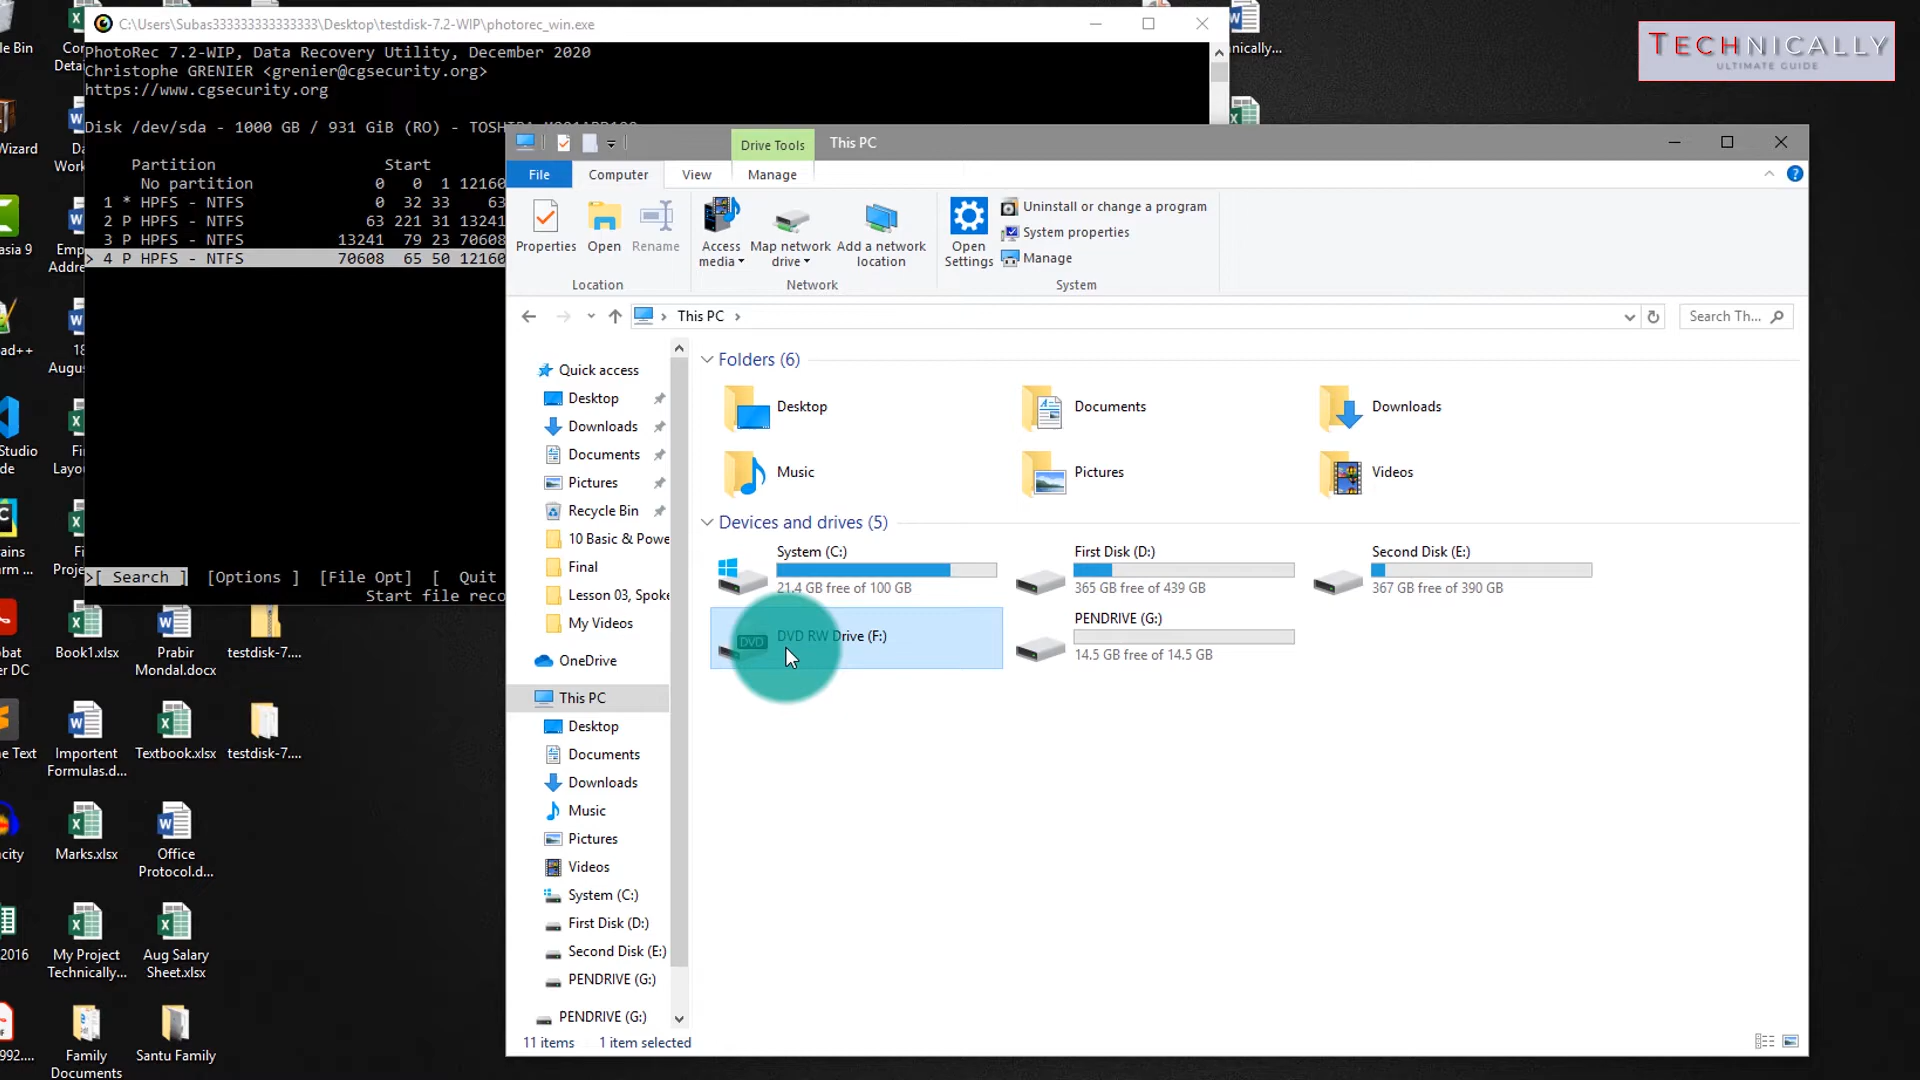 C:\Users\Subas333333333333333\Desktop\testdisk-7.2-WIP\photorec_win.exe
PhotoRec 7.2-WIP, Data Recovery Utility, December 2020
Christophe GRENIER <grenier@cgsecurity.org>
https://www.cgsecurity.org
Disk /dev/sda - 1000 GB / 931 GiB (RO) -
Partition Start
No partition 0 0 1 12160
1 * HPFS - NTFS 0 32 33 63
2 P HPFS - NTFS 63 221 31 13241
3 P HPFS - NTFS 13241 79 23 70608
> 4 P HPFS - NTFS 70608 65 50 12160
>[ Search ] [Options ] [File Opt] [ Quit
Start file reco
TECHNICALLY
ULTIMATE GUIDE
Drive Tools This PC
File Computer View Manage
Properties Open Rename
Location
Access media
Map network drive
Add a network location
Network
Open Settings
Uninstall or change a program
System properties
Manage
System
This PC
Search Th...
Quick access
Desktop
Downloads
Documents
Pictures
Recycle Bin
10 Basic & Powe
Final
Lesson 03, Spoke
My Videos
OneDrive
This PC
Desktop
Documents
Downloads
Music
Pictures
Videos
System (C:)
First Disk (D:)
Second Disk (E:)
PENDRIVE (G:)
PENDRIVE (G:)
Folders (6)
Desktop Documents Downloads
Music Pictures Videos
Devices and drives (5)
System (C:)
21.4 GB free of 100 GB
First Disk (D:)
365 GB free of 439 GB
Second Disk (E:)
367 GB free of 390 GB
DVD
DVD RW Drive (F:)
PENDRIVE (G:)
14.5 GB free of 14.5 GB
11 items 1 item selected
Book1.xlsx
Prabir Mondal.docx
testdisk-7....
Importent Formulas.d...
Textbook.xlsx
testdisk-7....
Marks.xlsx
Office Protocol.d...
My Project Technically...
Aug Salary Sheet.xlsx
Family Documents
Santu Family